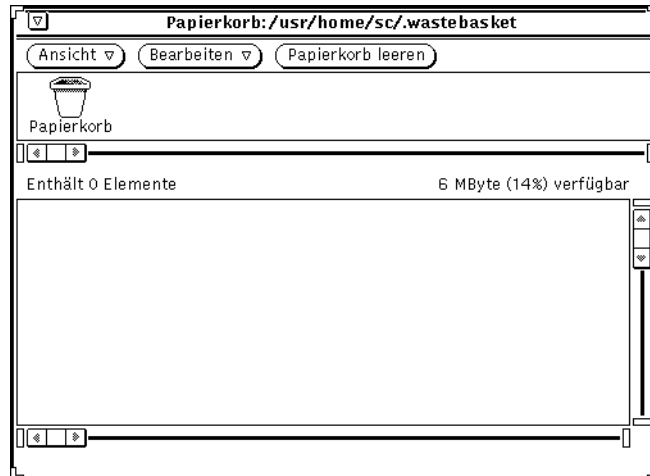 Papierkorb:/usr/home/sc/.wastebasket
Ansicht Bearbeiten Papierkorb leeren
Papierkorb
Enthält 0 Elemente 6 MByte (14%) verfügbar